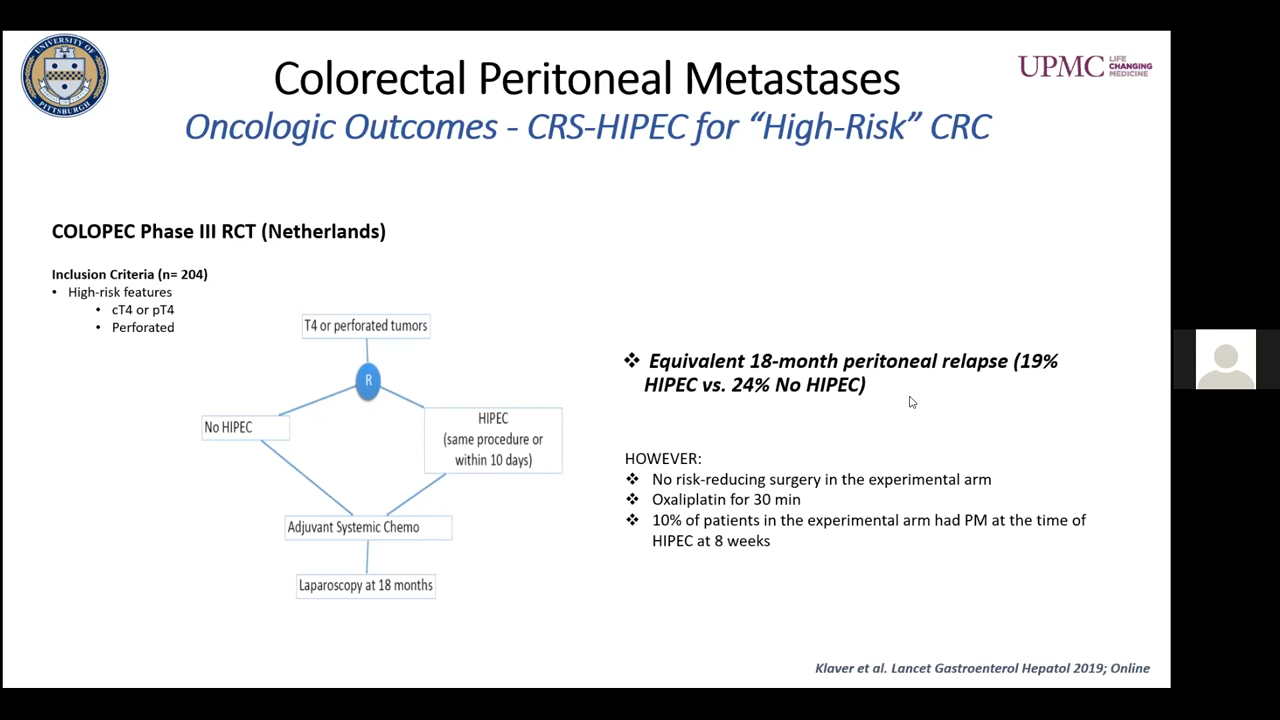 UNIVERSITY OF
PITTSBURGH
UPMC LIFE CHANGING MEDICINE
Colorectal Peritoneal Metastases
Oncologic Outcomes - CRS-HIPEC for “High-Risk” CRC
COLOPEC Phase III RCT (Netherlands)
Inclusion Criteria (n= 204)
• High-risk features
• cT4 or pT4
• Perforated
T4 or perforated tumors
R
No HIPEC
HIPEC
(same procedure or
within 10 days)
Adjuvant Systemic Chemo
Laparoscopy at 18 months
❖ Equivalent 18-month peritoneal relapse (19%
HIPEC vs. 24% No HIPEC)
HOWEVER:
❖ No risk-reducing surgery in the experimental arm
❖ Oxaliplatin for 30 min
❖ 10% of patients in the experimental arm had PM at the time of
HIPEC at 8 weeks
Klaver et al. Lancet Gastroenterol Hepatol 2019; Online